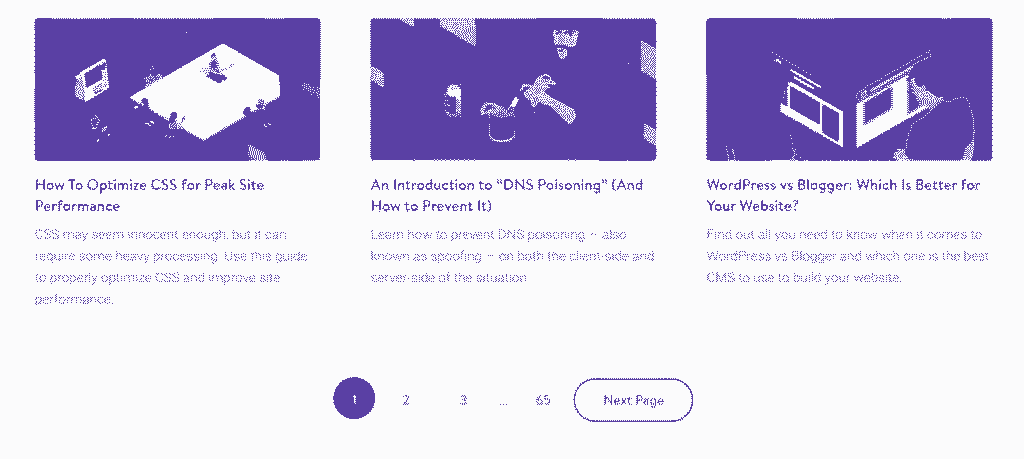 How To Optimize CSS for Peak Site
Performance
CSS may seem innocent enough, but it can
require some heavy processing. Use this guide
to properly optimize CSS and improve site
performance.
An Introduction to “DNS Poisoning” (And
How to Prevent It)
Learn how to prevent DNS poisoning – also
known as spoofing – on both the client-side and
server-side of the situation.
WordPress vs Blogger: Which Is Better for
Your Website?
Find out all you need to know when it comes to
WordPress vs Blogger and which one is the best
CMS to use to build your website.
1 2 3 ... 65 Next Page